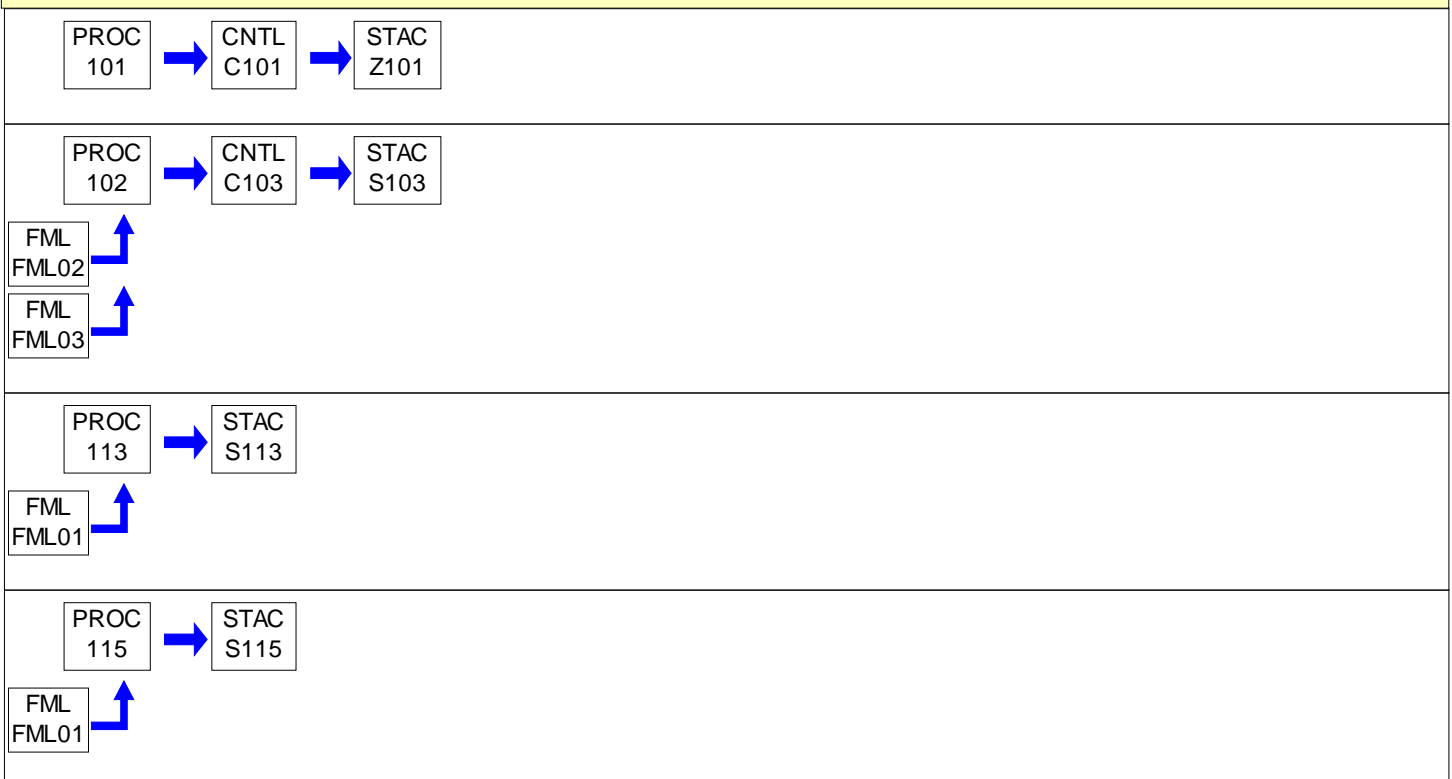 PROC
101
CNTL
C101
STAC
Z101
PROC
102
CNTL
C103
STAC
S103
FML
FML02
FML
FML03
PROC
113
STAC
S113
FML
FML01
PROC
115
STAC
S115
FML
FML01